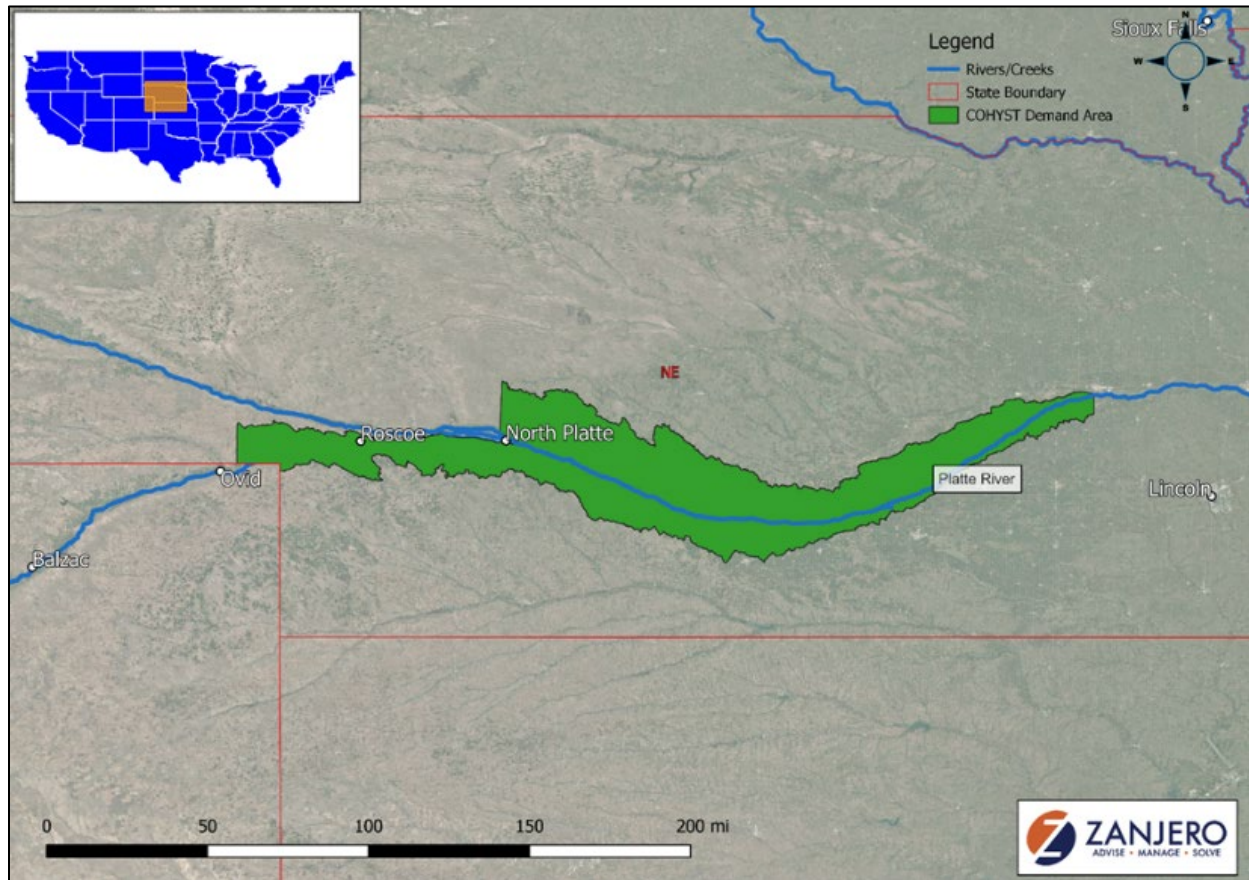 Sioux Falls
N
W
E
S
Legend
Rivers/Creeks
State Boundary
COHYST Demand Area
NE
Roscoe
North Platte
Ovid
Platte River
Lincoln
Balzac
0 50 100 150 200 mi
ZANJERO
ADVISE • MANAGE • SOLVE